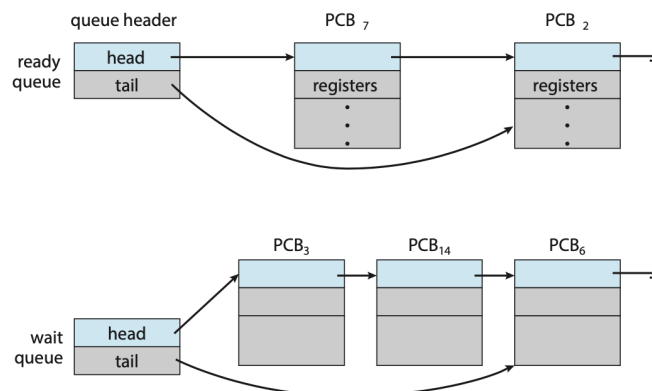 queue header
PCB 7
PCB 2
ready
queue
head
tail
registers
registers
PCB3
PCB14
PCB6
wait
queue
head
tail